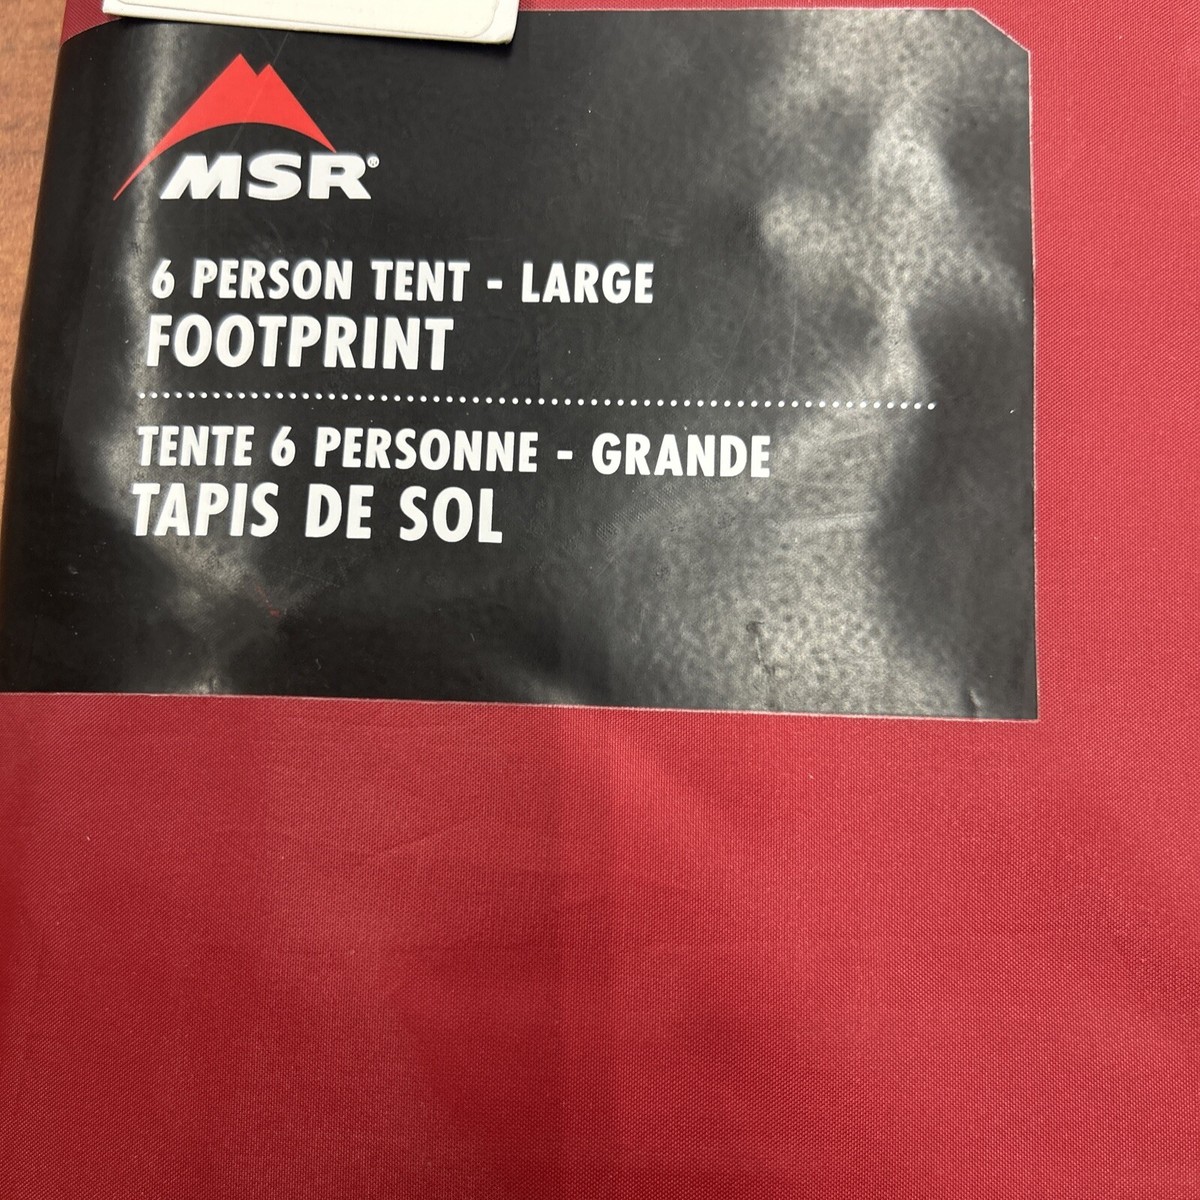 MSR®
6 PERSON TENT - LARGE
FOOTPRINT
TENTE 6 PERSONNE - GRANDE
TAPIS DE SOL